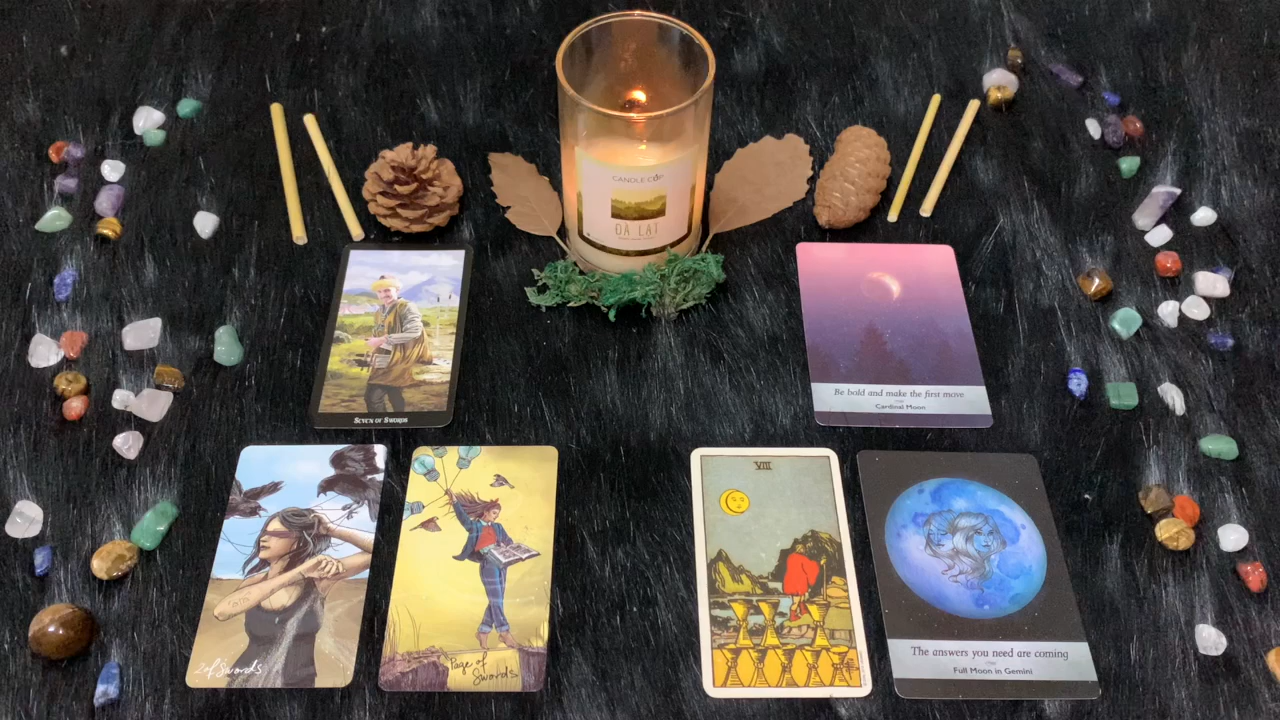 CANDLE CUP
ĐÀ LẠT
SEVEN OF SWORDS
Be bold and make the first move
Cardinal Moon
2 of Swords
Page of
Swords
VIII
The answers you need are coming
Full Moon in Gemini